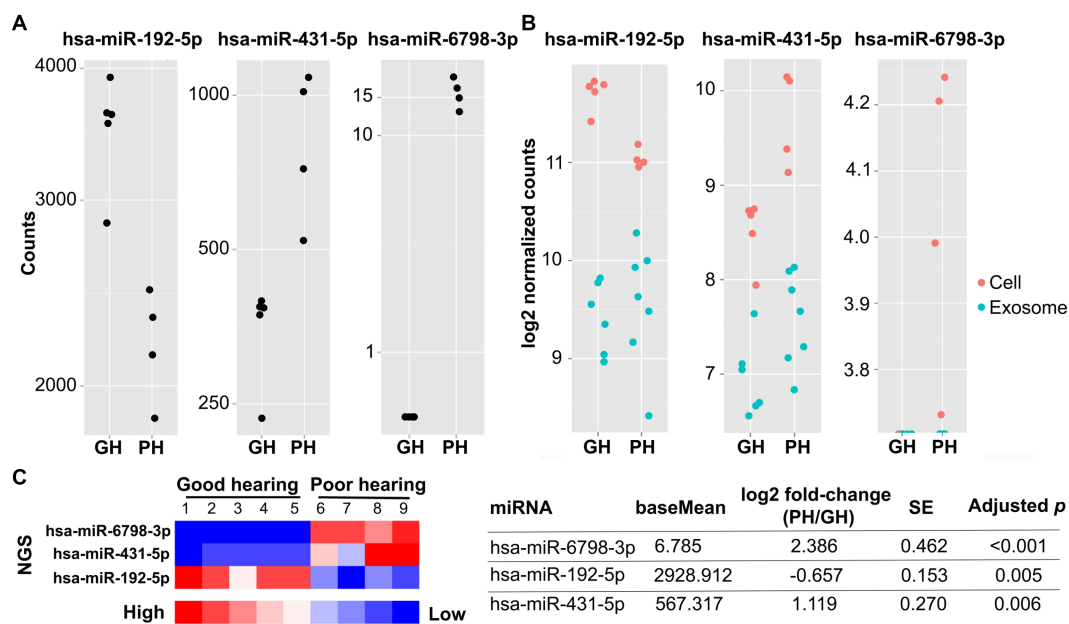 A
hsa-miR-192-5p hsa-miR-431-5p hsa-miR-6798-3p
Counts
4000
3000
2000
GH PH
1000
500
250
GH PH
15
10
1
GH PH
B
hsa-miR-192-5p hsa-miR-431-5p hsa-miR-6798-3p
log2 normalized counts
11
10
9
GH PH
10
9
8
7
GH PH
4.2
4.1
4.0
3.9
3.8
GH PH
Cell
Exosome
C
Good hearing Poor hearing
1 2 3 4 5 6 7 8 9
NGS
hsa-miR-6798-3p
hsa-miR-431-5p
hsa-miR-192-5p
High Low
miRNA baseMean log2 fold-change (PH/GH) SE Adjusted p
hsa-miR-6798-3p 6.785 2.386 0.462 <0.001
hsa-miR-192-5p 2928.912 -0.657 0.153 0.005
hsa-miR-431-5p 567.317 1.119 0.270 0.006